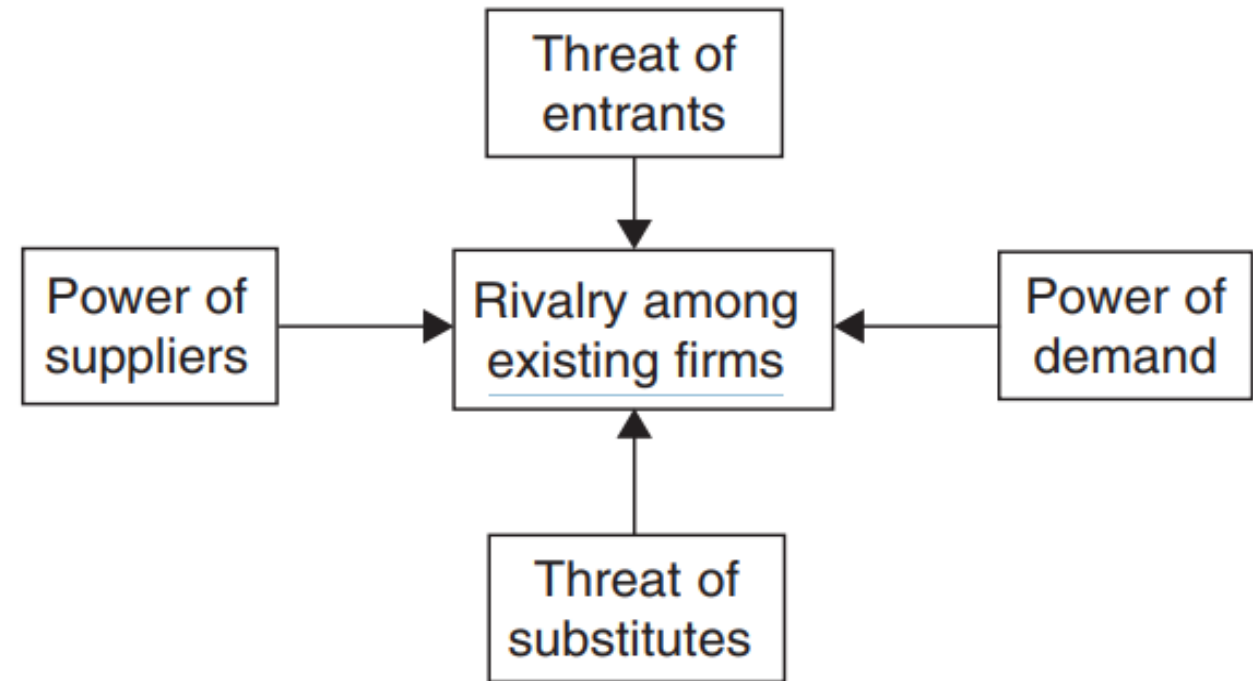 Threat of
entrants
Power of
suppliers
Rivalry among
existing firms
Power of
demand
Threat of
substitutes